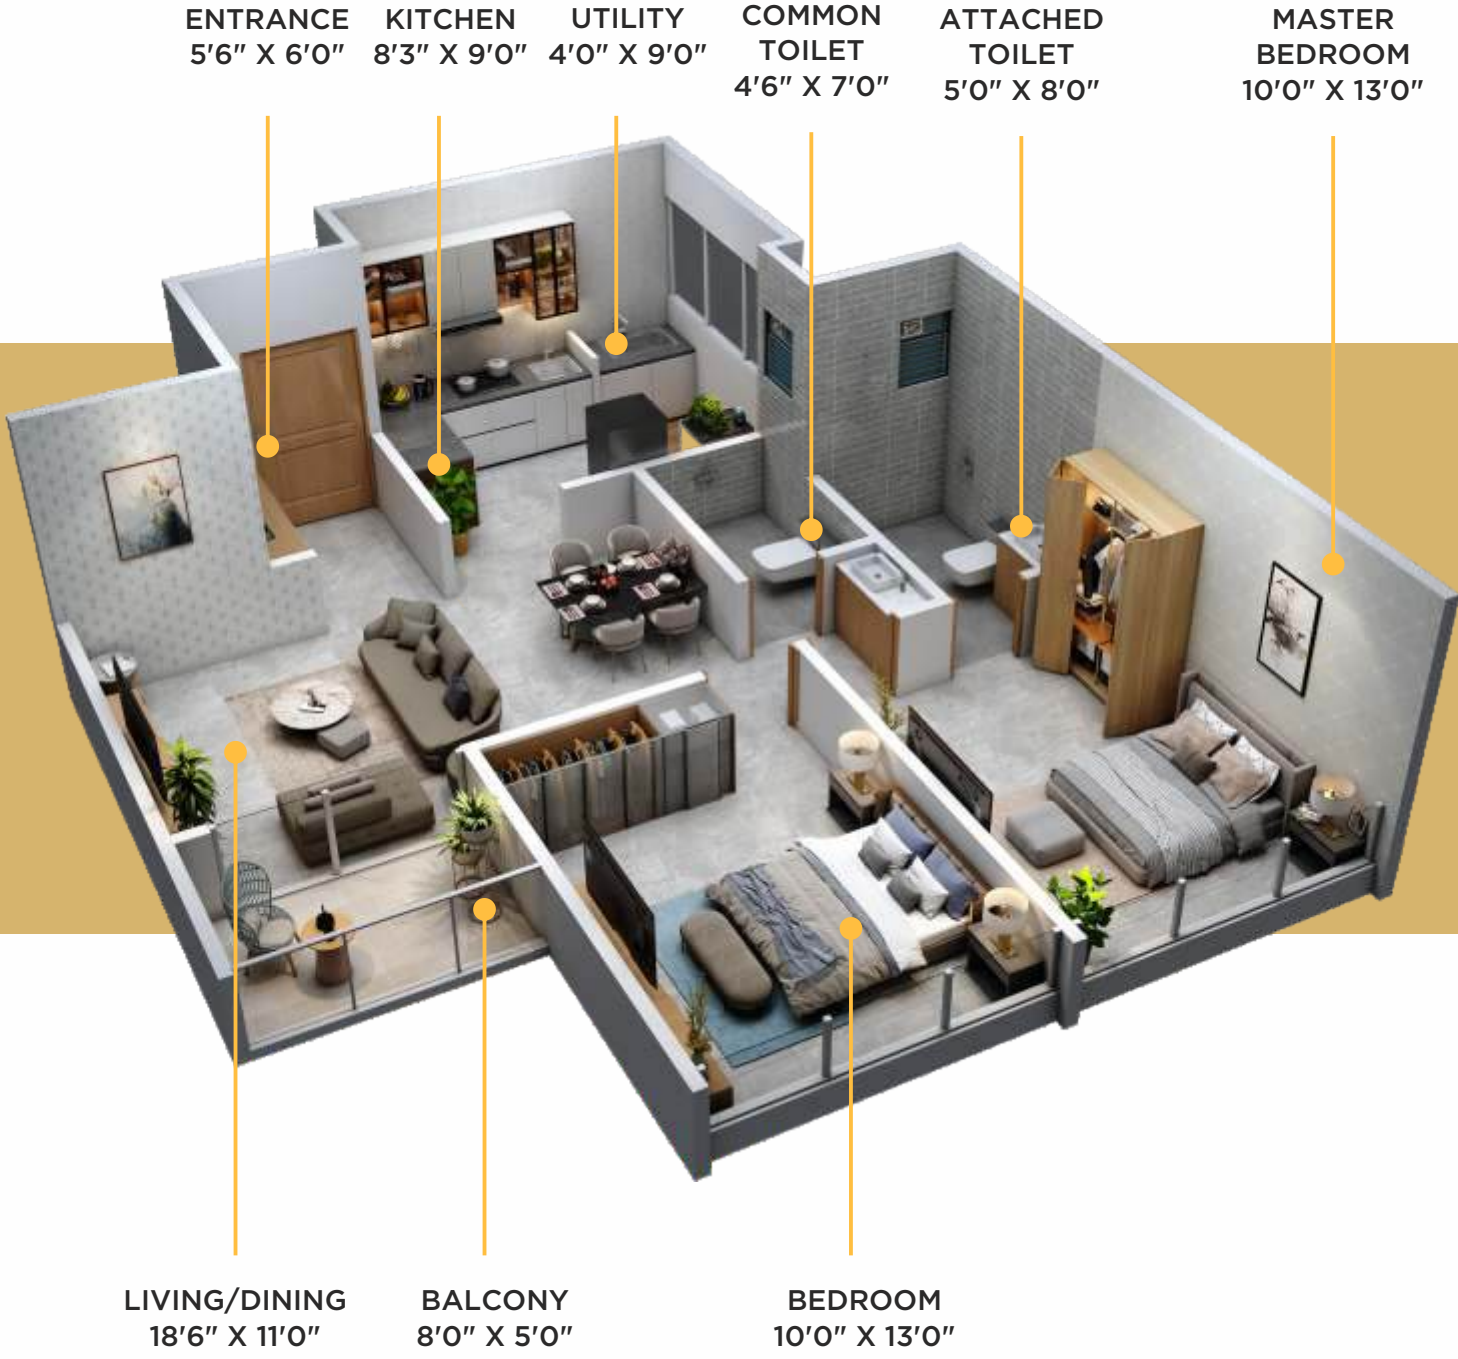 ENTRANCE
5'6" X 6'0"
KITCHEN
8'3" X 9'0"
UTILITY
4'0" X 9'0"
COMMON
TOILET
4'6" X 7'0"
ATTACHED
TOILET
5'0" X 8'0"
MASTER
BEDROOM
10'0" X 13'0"
LIVING/DINING
18'6" X 11'0"
BALCONY
8'0" X 5'0"
BEDROOM
10'0" X 13'0"